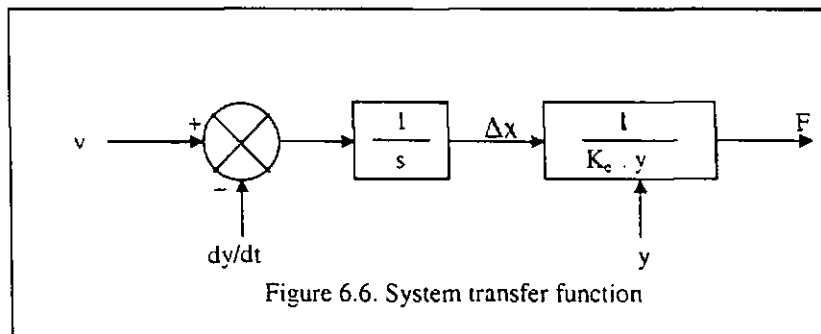 v
+
−
dy/dt
1
s
Δx
1
Ke . y
y
F
Figure 6.6. System transfer function